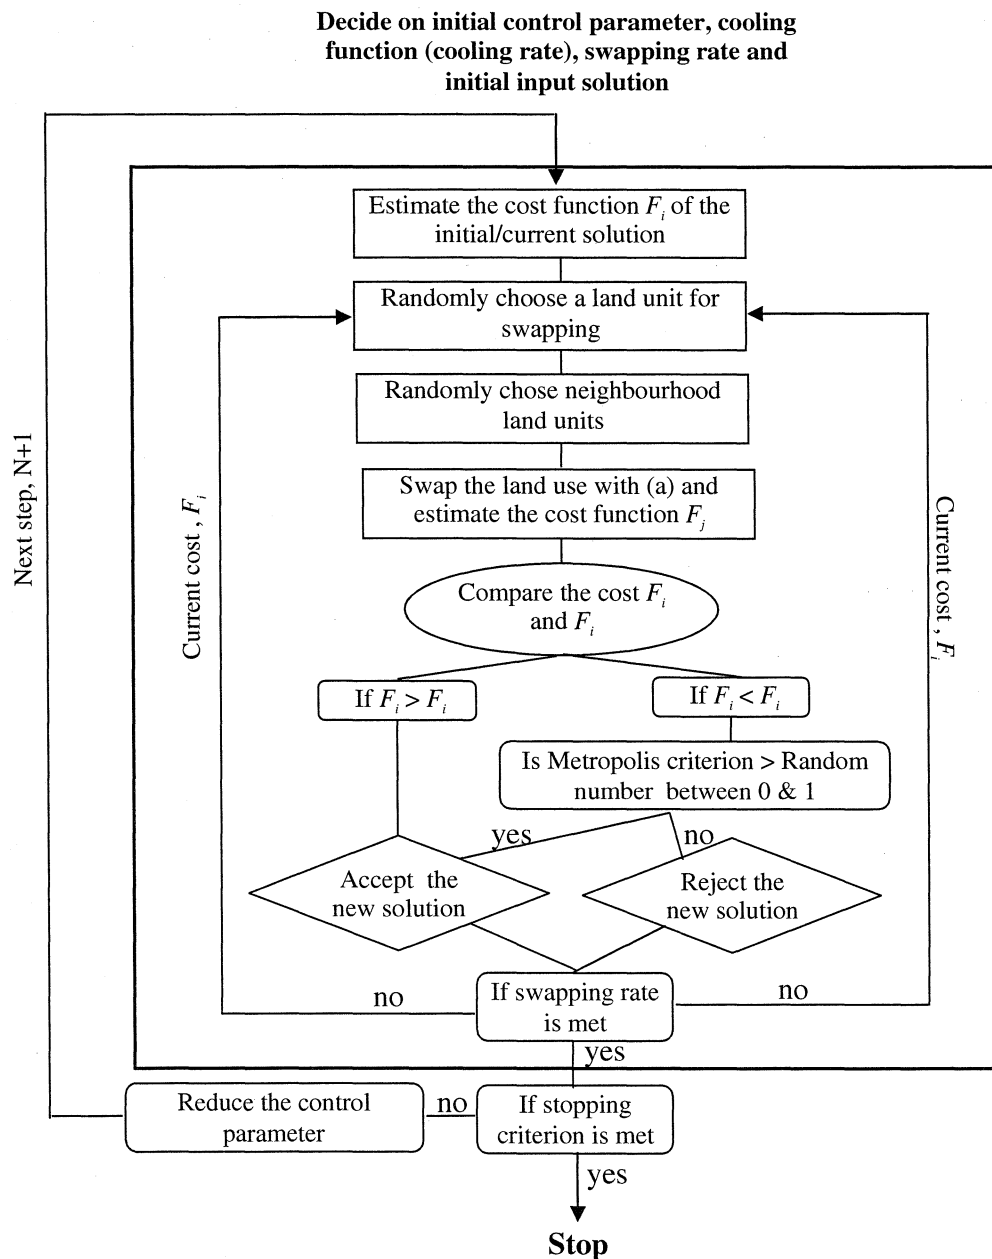 Decide on initial control parameter, cooling
function (cooling rate), swapping rate and
initial input solution
Estimate the cost function F_i of the
initial/current solution
Randomly choose a land unit for
swapping
Randomly chose neighbourhood
land units
Swap the land use with (a) and
estimate the cost function F_j
Compare the cost F_i
and F_i
If F_i > F_i
If F_i < F_i
Is Metropolis criterion > Random
number between 0 & 1
yes
no
Accept the
new solution
Reject the
new solution
no
If swapping rate
is met
no
yes
Reduce the control
parameter
no
If stopping
criterion is met
yes
Stop
Next step, N+1
Current cost , F_i
Current cost , F_i